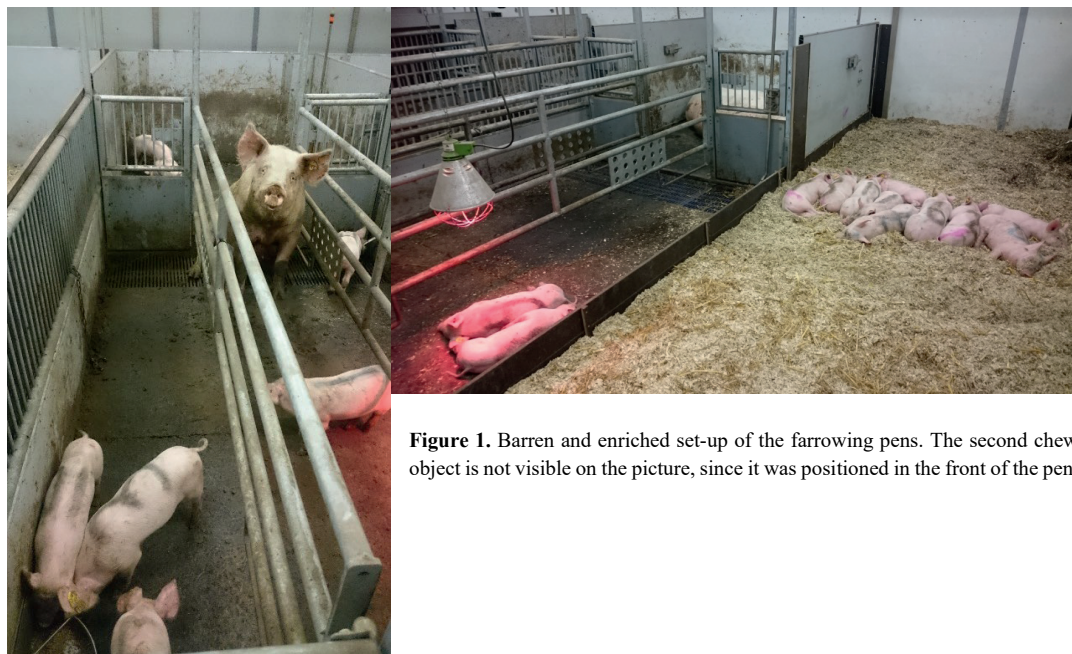 Figure 1. Barren and enriched set-up of the farrowing pens. The second chew
object is not visible on the picture, since it was positioned in the front of the pen